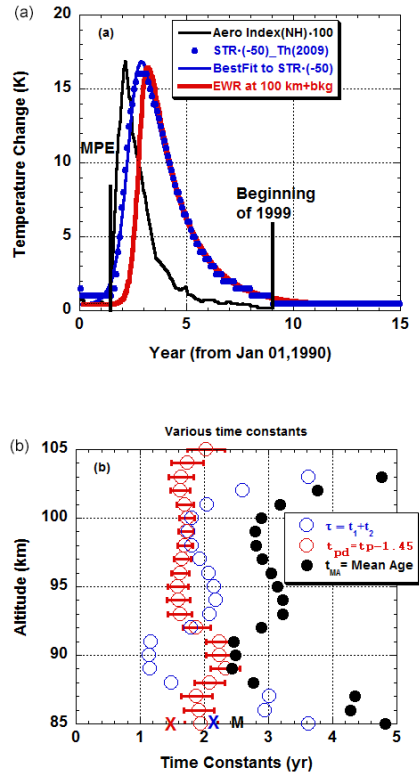 (a)
Aero Index(NH)·100
STR·(-50)_Th(2009)
BestFit to STR·(-50)
EWR at 100 km+bkg
(a)
Temperature Change (K)
20
15
10
5
0
MPE
Beginning
of 1999
0 5 10 15
Year (from Jan 01,1990)
(b)
Various time constants
(b)
τ = t1+t2
tpd=tp-1.45
tMA= Mean Age
Altitude (km)
105
100
95
90
85
X X M
0 1 2 3 4 5
Time Constants (yr)